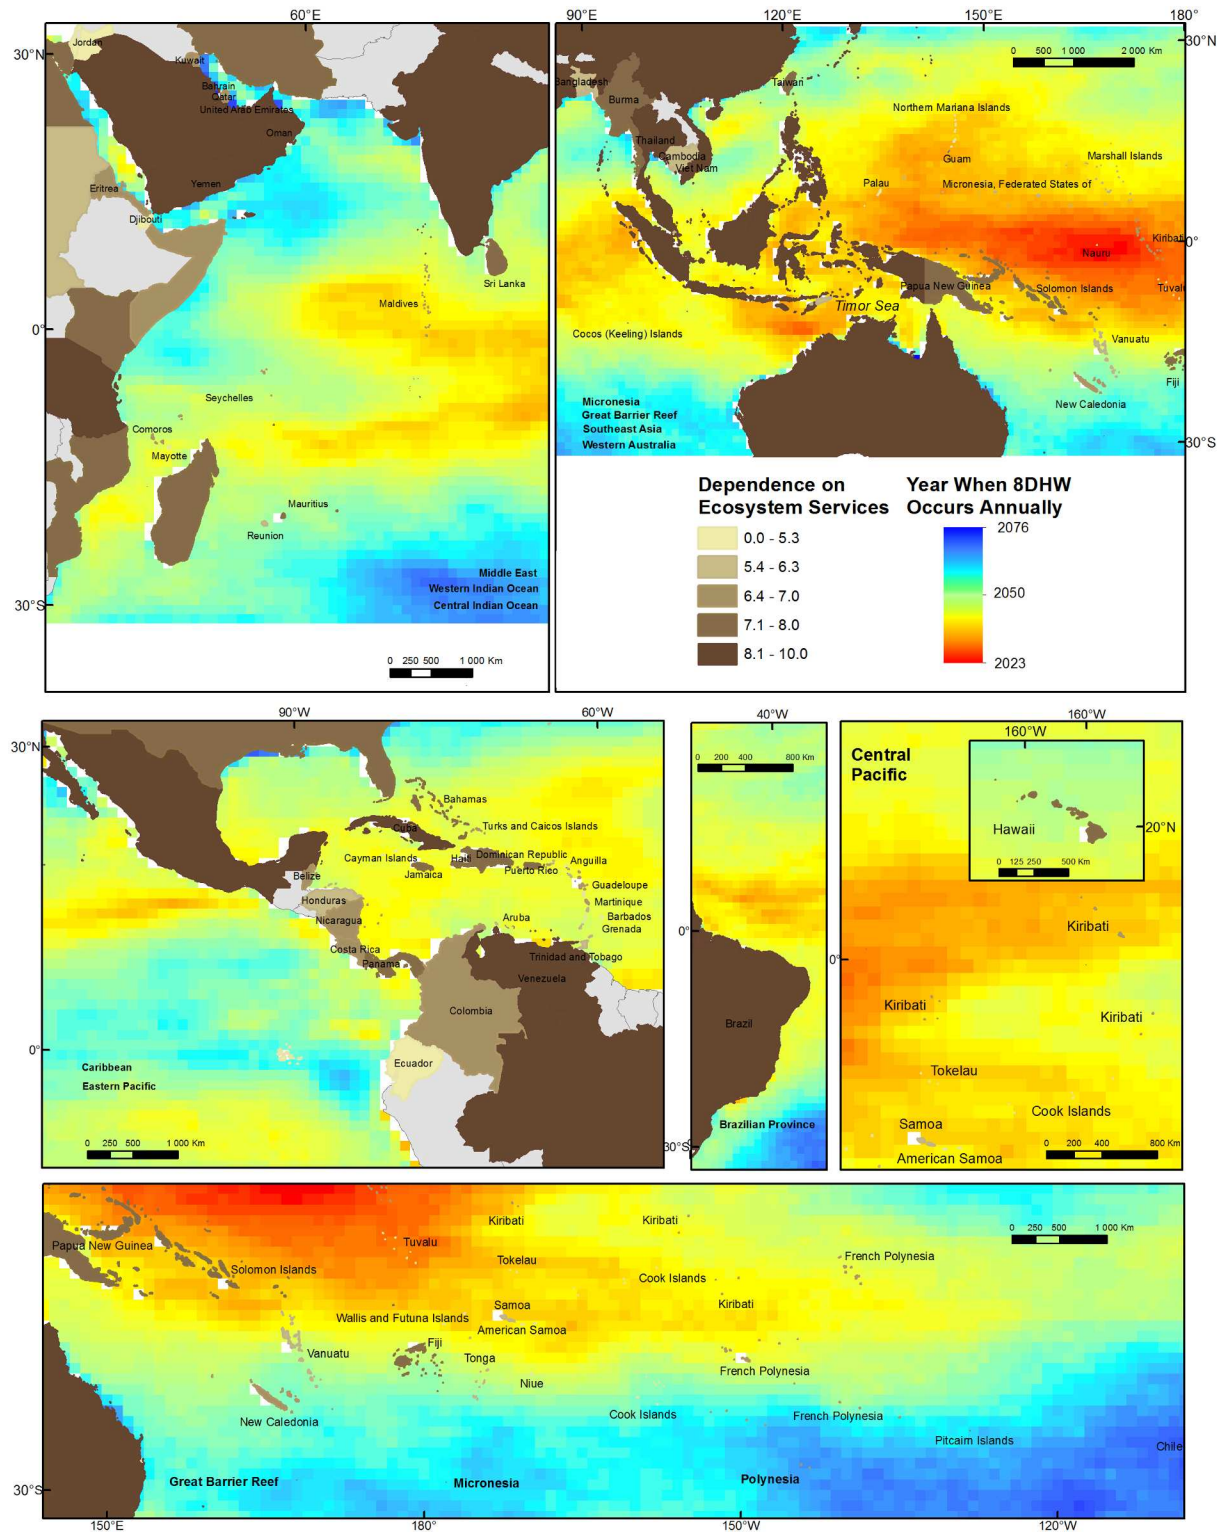 60°E
30°N
0°
30°S
Jordan
Kuwait
Bahrain
Qatar
United Arab Emirates
Oman
Yemen
Eritrea
Djibouti
Sri Lanka
Maldives
Seychelles
Comoros
Mayotte
Mauritius
Reunion
Middle East
Western Indian Ocean
Central Indian Ocean
0 250 500 1 000 Km
90°E 120°E 150°E 180°
30°N
0 500 1 000 2 000 Km
Bangladesh
Taiwan
Burma
Northern Mariana Islands
Thailand
Cambodia
Viet Nam
Guam
Marshall Islands
Palau
Micronesia, Federated States of
Kiribati
0°
Nauru
Papua New Guinea
Solomon Islands
Tuvalu
Timor Sea
Cocos (Keeling) Islands
Vanuatu
Fiji
New Caledonia
Micronesia
Great Barrier Reef
Southeast Asia
Western Australia
30°S
Dependence on
Ecosystem Services
0.0 - 5.3
5.4 - 6.3
6.4 - 7.0
7.1 - 8.0
8.1 - 10.0
Year When 8DHW
Occurs Annually
2076
2050
2023
90°W 60°W
30°N
0°
Bahamas
Cuba
Turks and Caicos Islands
Cayman Islands
Haiti
Dominican Republic
Jamaica
Puerto Rico
Anguilla
Belize
Guadeloupe
Honduras
Martinique
Nicaragua
Aruba
Barbados
Grenada
Costa Rica
Panama
Trinidad and Tobago
Venezuela
Colombia
Ecuador
Caribbean
Eastern Pacific
0 250 500 1 000 Km
40°W
0 200 400 800 Km
0°
Brazil
Brazilian Province
30°S
160°W
Central
Pacific
160°W
Hawaii
20°N
0 125 250 500 Km
Kiribati
0°
Kiribati
Kiribati
Tokelau
Cook Islands
Samoa
American Samoa
0 200 400 800 Km
Kiribati
Kiribati
0 250 500 1 000 Km
Papua New Guinea
Tuvalu
Solomon Islands
Tokelau
French Polynesia
Cook Islands
Samoa
Kiribati
Wallis and Futuna Islands
American Samoa
Fiji
Vanuatu
Tonga
French Polynesia
Niue
New Caledonia
Cook Islands
French Polynesia
Pitcairn Islands
Chile
Great Barrier Reef
Micronesia
Polynesia
30°S
150°E 180° 150°W 120°W